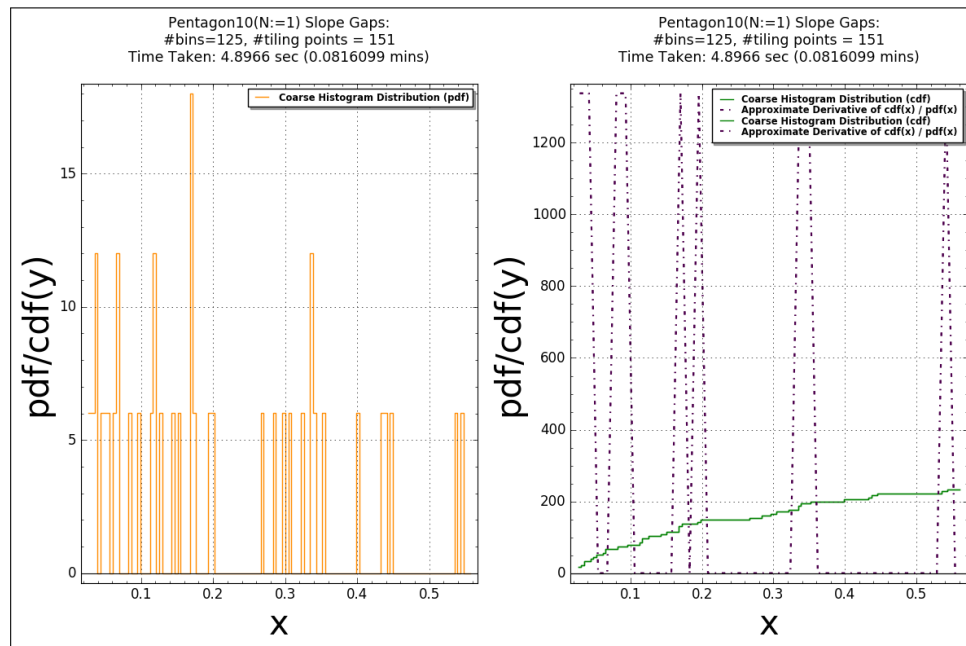 Pentagon10(N:=1) Slope Gaps:
#bins=125, #tiling points = 151
Time Taken: 4.8966 sec (0.0816099 mins)
Coarse Histogram Distribution (pdf)
15
10
5
0
0.1
0.2
0.3
0.4
0.5
pdf/cdf(y)
x
Pentagon10(N:=1) Slope Gaps:
#bins=125, #tiling points = 151
Time Taken: 4.8966 sec (0.0816099 mins)
Coarse Histogram Distribution (cdf)
Approximate Derivative of cdf(x) / pdf(x)
Coarse Histogram Distribution (cdf)
Approximate Derivative of cdf(x) / pdf(x)
1200
1000
800
600
400
200
0
0.1
0.2
0.3
0.4
0.5
pdf/cdf(y)
x